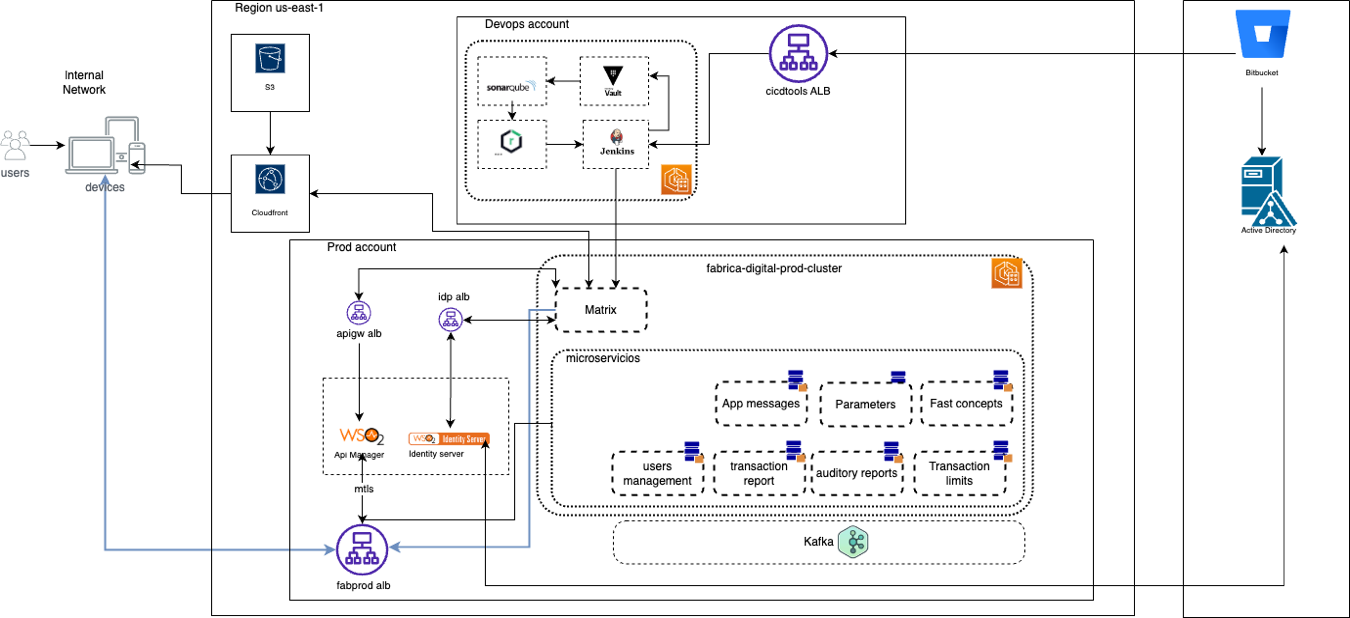 Region us-east-1
Devops account
S3
Internal
Network
sonarqube
Vault
cicdtools ALB
Bitbucket
users
devices
Jenkins
Cloudfront
Active Directory
Prod account
fabrica-digital-prod-cluster
idp alb
Matrix
apigw alb
microservicios
App messages
Parameters
Fast concepts
WSO2
Api Manager
WSO2 Identity Server
Identity server
users
management
transaction
report
auditory reports
Transaction
limits
mtls
Kafka
fabprod alb